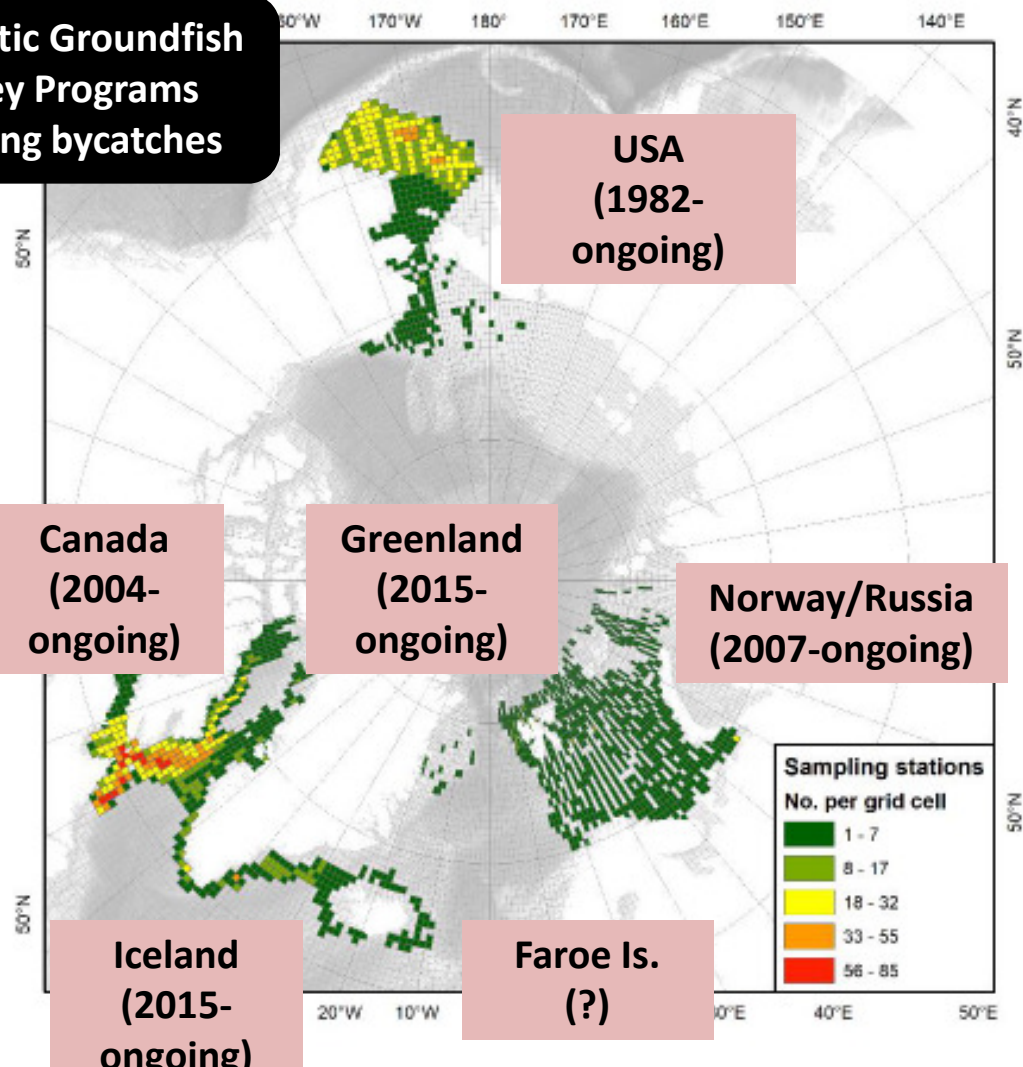 tic Groundfish
ey Programs
ng bycatches
60°W 170°W 180° 170°E 160°E 150°E 140°E
40°N
USA
(1982-
ongoing)
50°N
50°N
Canada
(2004-
ongoing)
Greenland
(2015-
ongoing)
Norway/Russia
(2007-ongoing)
Sampling stations
No. per grid cell
1 - 7
8 - 17
18 - 32
33 - 55
56 - 85
50°N
50°N
Iceland
(2015-
ongoing)
Faroe Is.
(?)
20°W 10°W 0°E 40°E 50°E